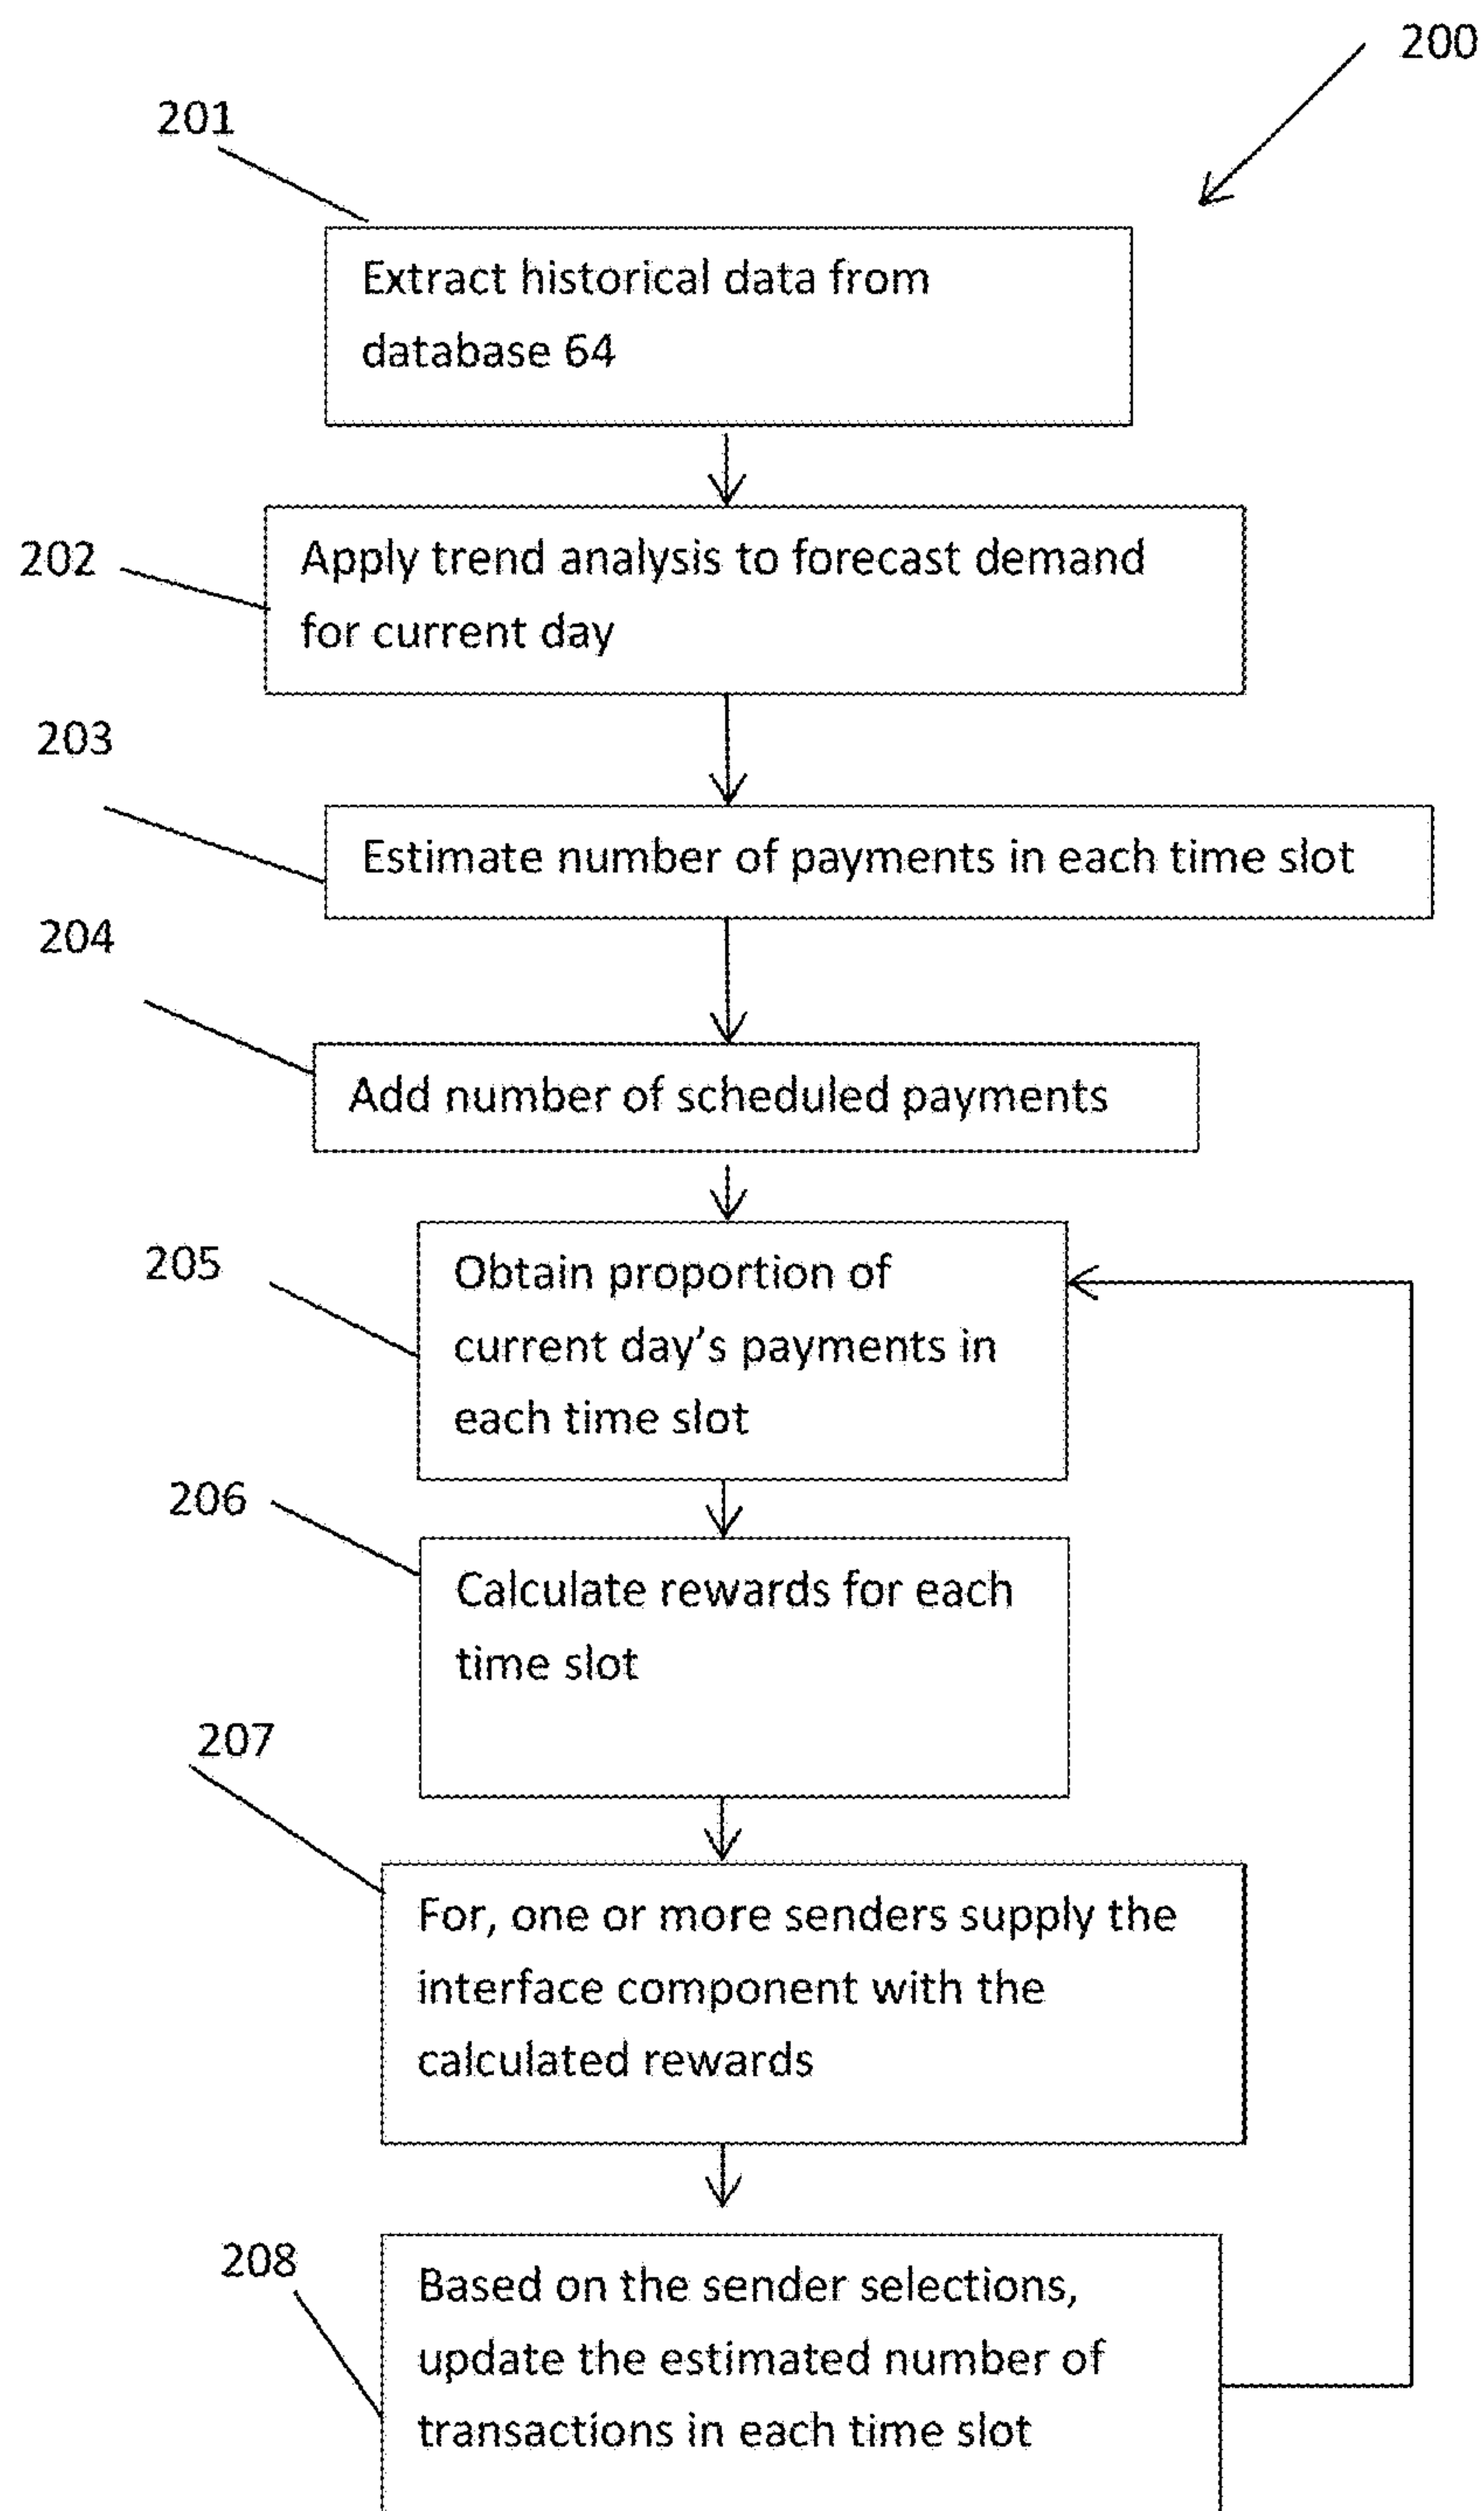 200
201
Extract historical data from
database 64
202
Apply trend analysis to forecast demand
for current day
203
Estimate number of payments in each time slot
204
Add number of scheduled payments
205
Obtain proportion of
current day's payments in
each time slot
206
Calculate rewards for each
time slot
207
For, one or more senders supply the
interface component with the
calculated rewards
208
Based on the sender selections,
update the estimated number of
transactions in each time slot